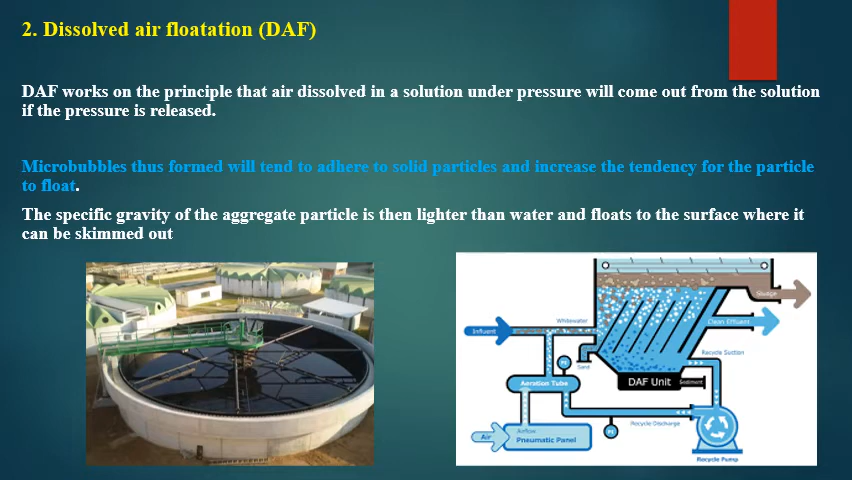 2. Dissolved air floatation (DAF)
DAF works on the principle that air dissolved in a solution under pressure will come out from the solution
if the pressure is released.
Microbubbles thus formed will tend to adhere to solid particles and increase the tendency for the particle
to float.
The specific gravity of the aggregate particle is then lighter than water and floats to the surface where it
can be skimmed out
Sludge
Whitewater
Clean Effluent
Influent
Recycle Suction
Sand
DAF Unit
Sediment
Aeration Tube
Recycle Discharge
Airflow
Air
Pneumatic Panel
Recycle Pump